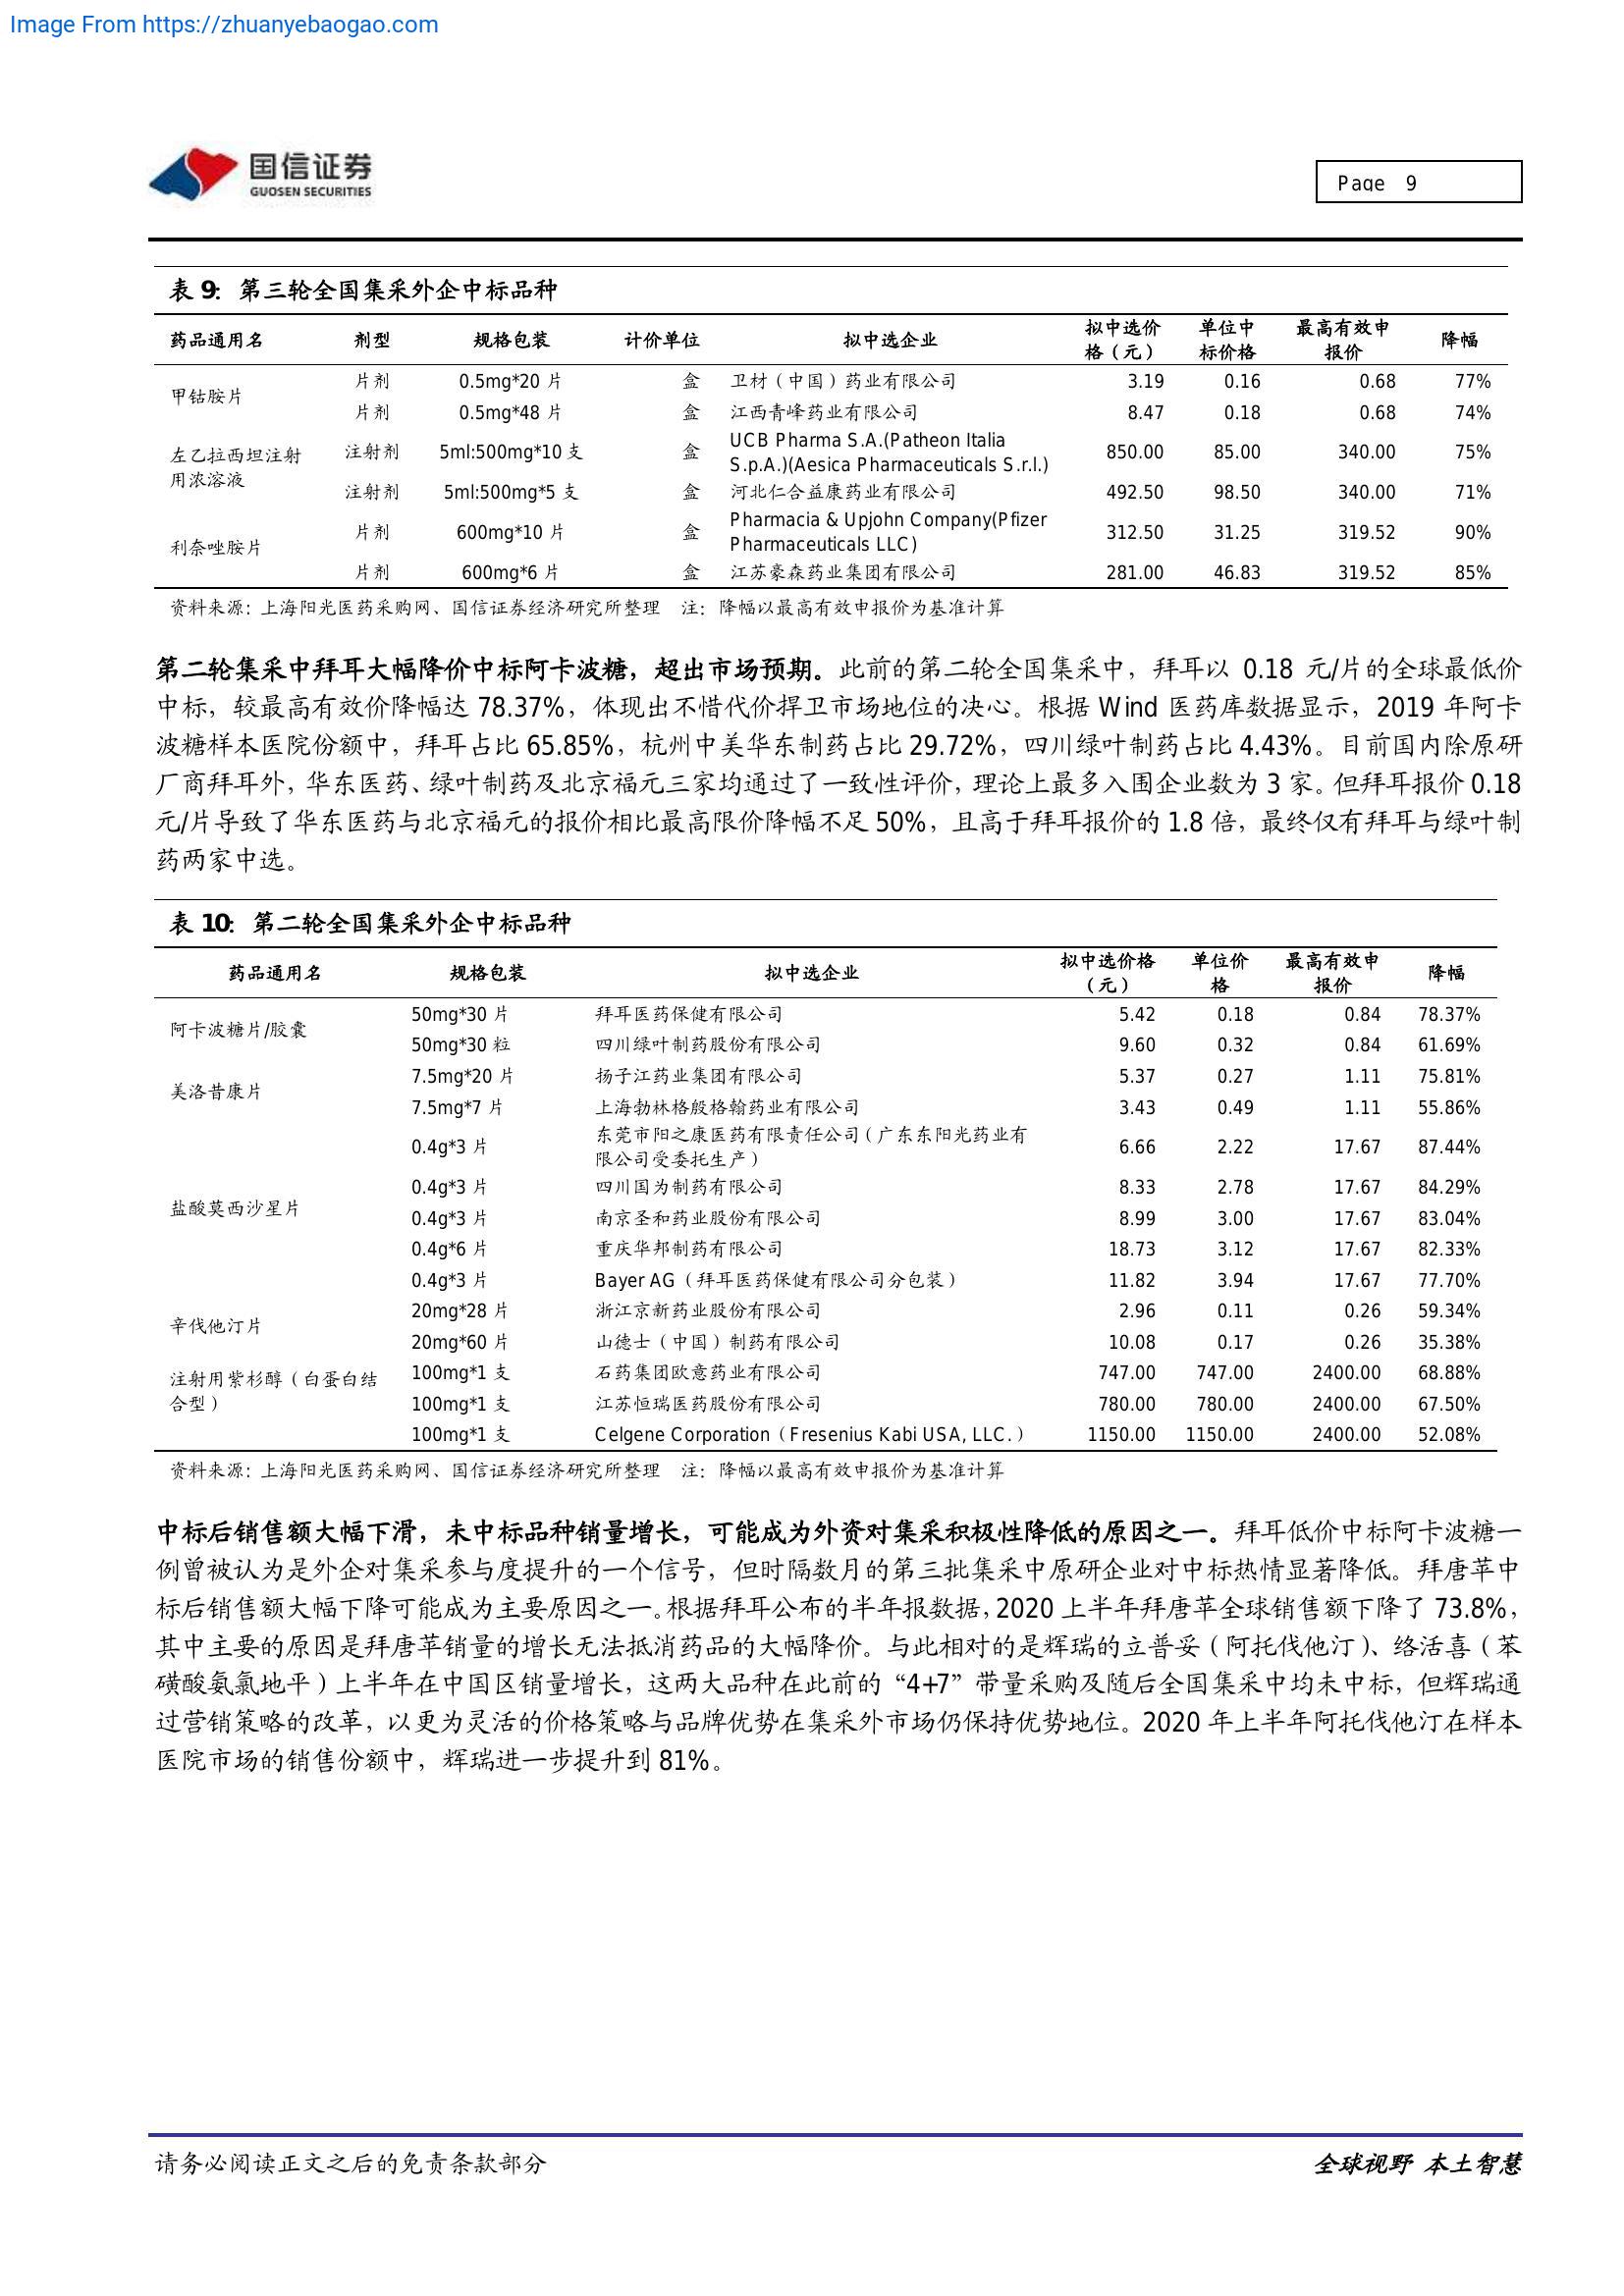 Image From https://zhuanyebaogao.com
国信证券
GUOSEN SECURITIES
Page 9
表 9：第三轮全国集采外企中标品种
药品通用名 剂型 规格包装 计价单位 拟中选企业 拟中选价格（元） 单位中标价格 最高有效申报价 降幅
甲钴胺片 片剂 0.5mg*20 片 盒 卫材（中国）药业有限公司 3.19 0.16 0.68 77%
片剂 0.5mg*48 片 盒 江西青峰药业有限公司 8.47 0.18 0.68 74%
左乙拉西坦注射用浓溶液 注射剂 5ml:500mg*10 支 盒 UCB Pharma S.A.(Patheon Italia S.p.A.)(Aesica Pharmaceuticals S.r.l.) 850.00 85.00 340.00 75%
注射剂 5ml:500mg*5 支 盒 河北仁合益康药业有限公司 492.50 98.50 340.00 71%
利奈唑胺片 片剂 600mg*10 片 盒 Pharmacia & Upjohn Company(Pfizer Pharmaceuticals LLC) 312.50 31.25 319.52 90%
片剂 600mg*6 片 盒 江苏豪森药业集团有限公司 281.00 46.83 319.52 85%
资料来源：上海阳光医药采购网、国信证券经济研究所整理 注：降幅以最高有效申报价为基准计算
第二轮集采中拜耳大幅降价中标阿卡波糖，超出市场预期。此前的第二轮全国集采中，拜耳以 0.18 元/片的全球最低价
中标，较最高有效价降幅达 78.37%，体现出不惜代价捍卫市场地位的决心。根据 Wind 医药库数据显示，2019 年阿卡
波糖样本医院份额中，拜耳占比 65.85%，杭州中美华东制药占比 29.72%，四川绿叶制药占比 4.43%。目前国内除原研
厂商拜耳外，华东医药、绿叶制药及北京福元三家均通过了一致性评价，理论上最多入围企业数为 3 家。但拜耳报价 0.18
元/片导致了华东医药与北京福元的报价相比最高限价降幅不足 50%，且高于拜耳报价的 1.8 倍，最终仅有拜耳与绿叶制
药两家中选。
表 10：第二轮全国集采外企中标品种
药品通用名 规格包装 拟中选企业 拟中选价格（元） 单位价格 最高有效申报价 降幅
阿卡波糖片/胶囊 50mg*30 片 拜耳医药保健有限公司 5.42 0.18 0.84 78.37%
50mg*30 粒 四川绿叶制药股份有限公司 9.60 0.32 0.84 61.69%
美洛昔康片 7.5mg*20 片 扬子江药业集团有限公司 5.37 0.27 1.11 75.81%
7.5mg*7 片 上海勃林格殷格翰药业有限公司 3.43 0.49 1.11 55.86%
盐酸莫西沙星片 0.4g*3 片 东莞市阳之康医药有限责任公司（广东东阳光药业有限公司受委托生产） 6.66 2.22 17.67 87.44%
0.4g*3 片 四川国为制药有限公司 8.33 2.78 17.67 84.29%
0.4g*3 片 南京圣和药业股份有限公司 8.99 3.00 17.67 83.04%
0.4g*6 片 重庆华邦制药有限公司 18.73 3.12 17.67 82.33%
0.4g*3 片 Bayer AG（拜耳医药保健有限公司分包装） 11.82 3.94 17.67 77.70%
辛伐他汀片 20mg*28 片 浙江京新药业股份有限公司 2.96 0.11 0.26 59.34%
20mg*60 片 山德士（中国）制药有限公司 10.08 0.17 0.26 35.38%
注射用紫杉醇（白蛋白结合型） 100mg*1 支 石药集团欧意药业有限公司 747.00 747.00 2400.00 68.88%
100mg*1 支 江苏恒瑞医药股份有限公司 780.00 780.00 2400.00 67.50%
100mg*1 支 Celgene Corporation（Fresenius Kabi USA, LLC.） 1150.00 1150.00 2400.00 52.08%
资料来源：上海阳光医药采购网、国信证券经济研究所整理 注：降幅以最高有效申报价为基准计算
中标后销售额大幅下滑，未中标品种销量增长，可能成为外资对集采积极性降低的原因之一。拜耳低价中标阿卡波糖一
例曾被认为是外企对集采参与度提升的一个信号，但时隔数月的第三批集采中原研企业对中标热情显著降低。拜唐苹中
标后销售额大幅下降可能成为主要原因之一。根据拜耳公布的半年报数据，2020 上半年拜唐苹全球销售额下降了 73.8%，
其中主要的原因是拜唐苹销量的增长无法抵消药品的大幅降价。与此相对的是辉瑞的立普妥（阿托伐他汀）、络活喜（苯
磺酸氨氯地平）上半年在中国区销量增长，这两大品种在此前的“4+7”带量采购及随后全国集采中均未中标，但辉瑞通
过营销策略的改革，以更为灵活的价格策略与品牌优势在集采外市场仍保持优势地位。2020 年上半年阿托伐他汀在样本
医院市场的销售份额中，辉瑞进一步提升到 81%。
请务必阅读正文之后的免责条款部分
全球视野 本土智慧